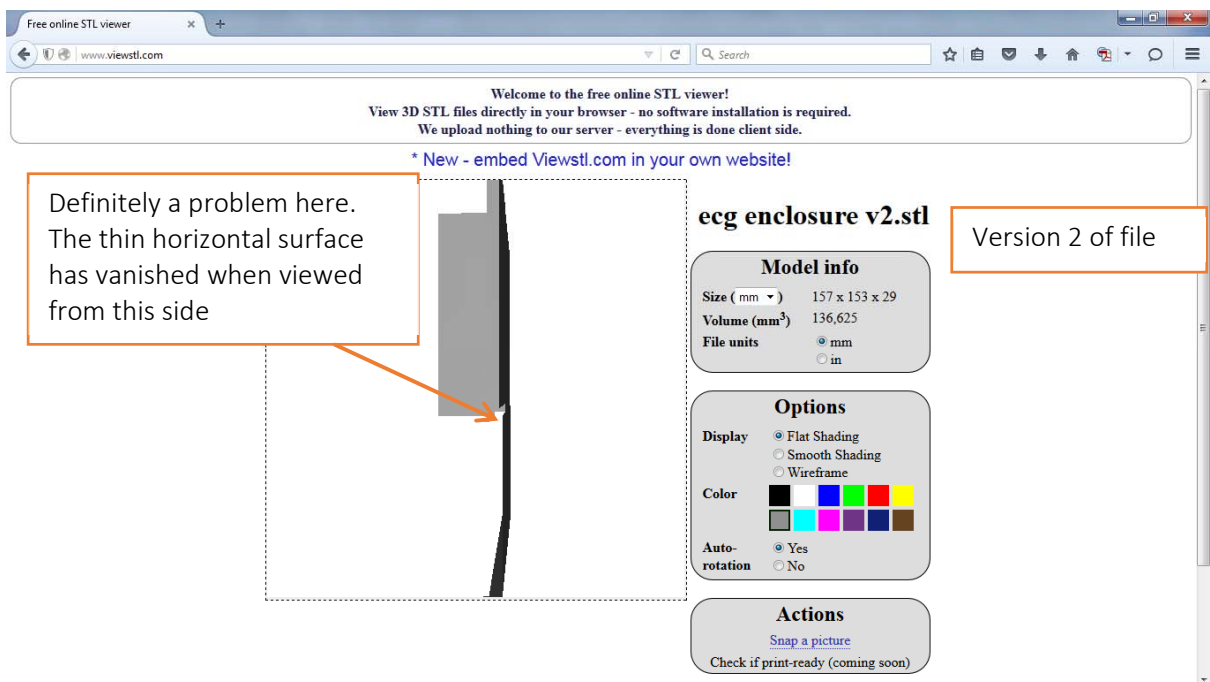 Free online STL viewer
www.viewstl.com
Search
Welcome to the free online STL viewer!
View 3D STL files directly in your browser - no software installation is required.
We upload nothing to our server - everything is done client side.
* New - embed Viewstl.com in your own website!
Definitely a problem here.
The thin horizontal surface
has vanished when viewed
from this side
ecg enclosure v2.stl
Version 2 of file
Model info
Size ( mm ) 157 x 153 x 29
Volume (mm³) 136,625
File units mm
in
Options
Display Flat Shading
Smooth Shading
Wireframe
Color
Auto-rotation Yes
No
Actions
Snap a picture
Check if print-ready (coming soon)